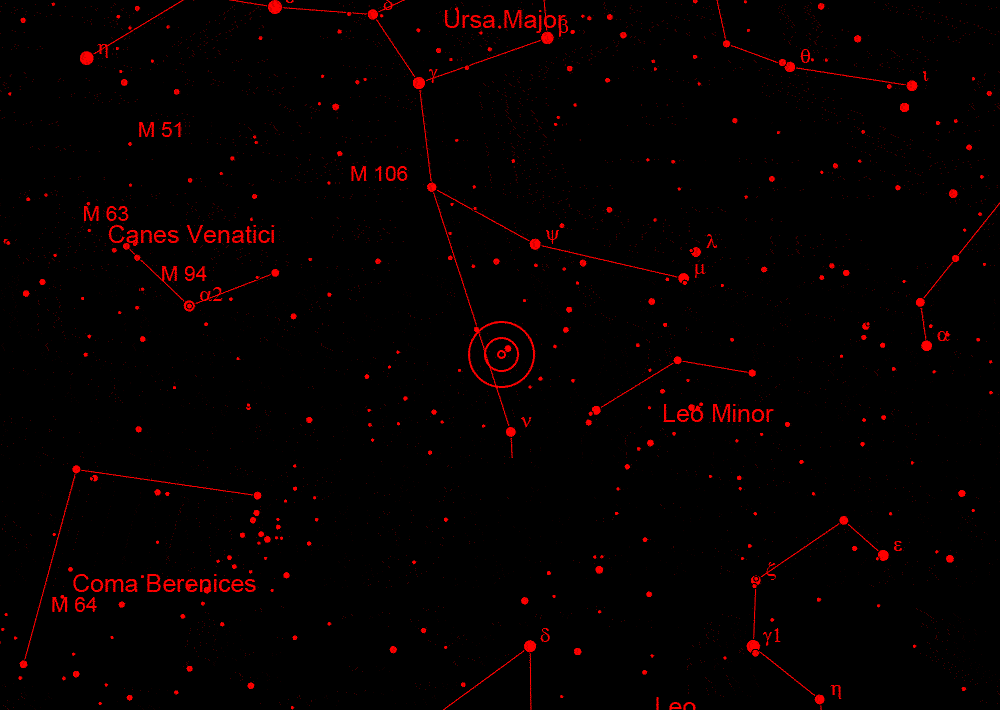 δ
Ursa Major
β
η
γ
θ
ι
M 51
M 106
M 63
Canes Venatici
ψ
λ
M 94
μ
α2
α
Leo Minor
ν
ε
ζ
Coma Berenices
M 64
δ
γ1
η
Leo